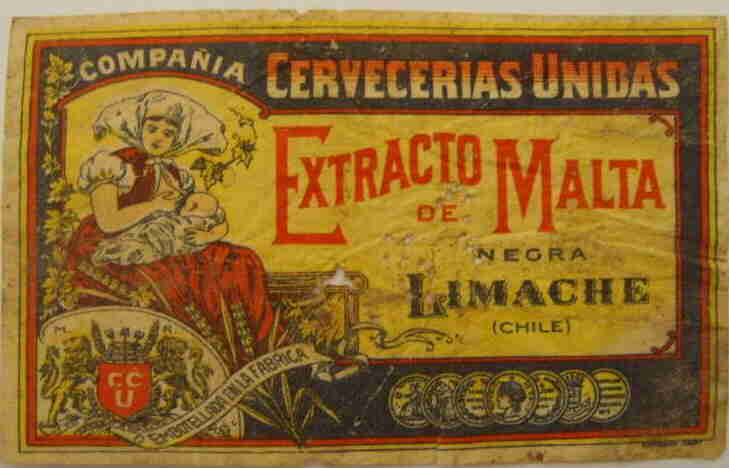 COMPAÑIA CERVECERIAS UNIDAS
EXTRACTO
DE MALTA
NEGRA
LIMACHE
(CHILE)
M. R.
C C
U
EMBOTELLADA EN LA FABRICA